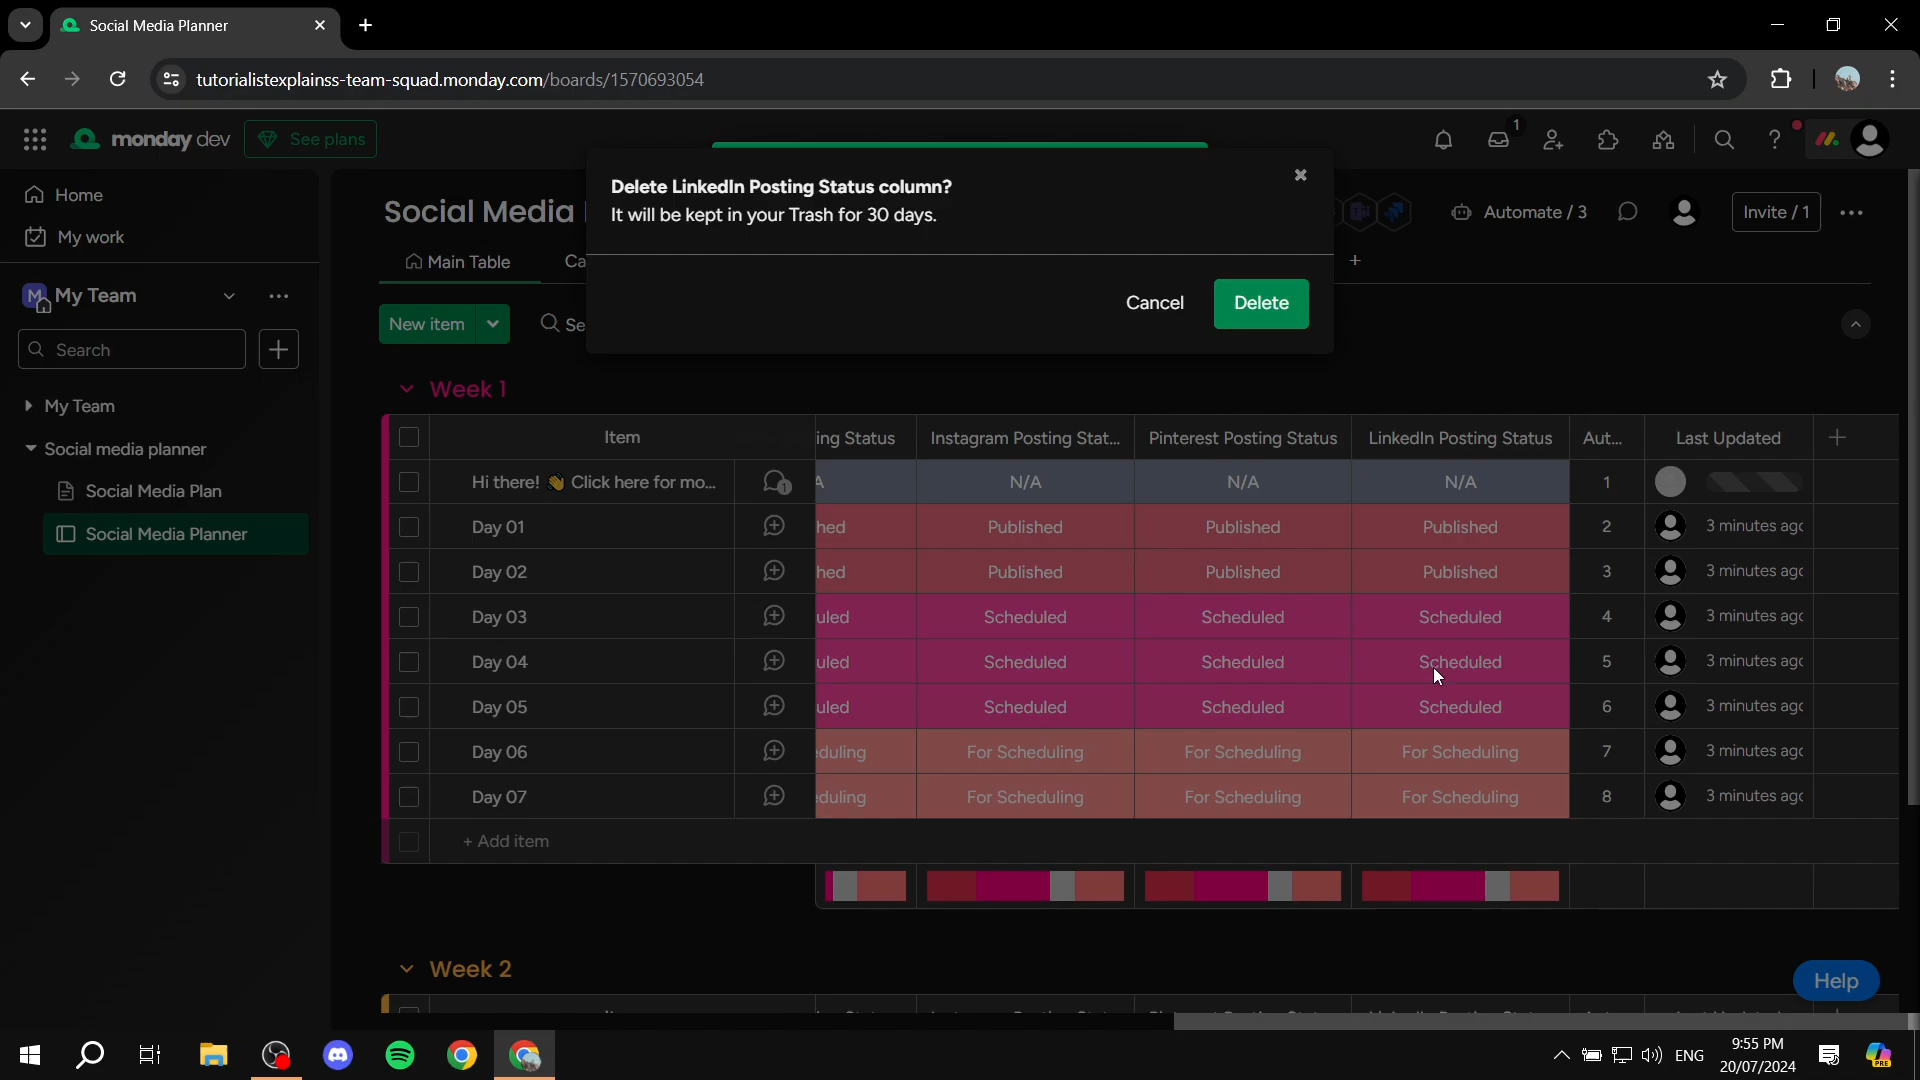 Social Media Planner
tutorialistexplainss-team-squad.monday.com/boards/1570693054
monday dev
See plans
1
Home
My work
M My Team
Search
My Team
Social media planner
Social Media Plan
Social Media Planner
Delete LinkedIn Posting Status column?
It will be kept in your Trash for 30 days.
Cancel
Delete
Social Media
Automate / 3
Invite / 1
Main Table
Ca
New item
Se
Week 1
Item ing Status Instagram Posting Stat... Pinterest Posting Status LinkedIn Posting Status Aut... Last Updated
Hi there! 👋 Click here for mo... 1 A N/A N/A N/A 1
Day 01 hed Published Published Published 2 3 minutes ago
Day 02 hed Published Published Published 3 3 minutes ago
Day 03 uled Scheduled Scheduled Scheduled 4 3 minutes ago
Day 04 uled Scheduled Scheduled Scheduled 5 3 minutes ago
Day 05 uled Scheduled Scheduled Scheduled 6 3 minutes ago
Day 06 eduling For Scheduling For Scheduling For Scheduling 7 3 minutes ago
Day 07 eduling For Scheduling For Scheduling For Scheduling 8 3 minutes ago
+ Add item
Week 2
Help
ENG
9:55 PM
20/07/2024
PRE